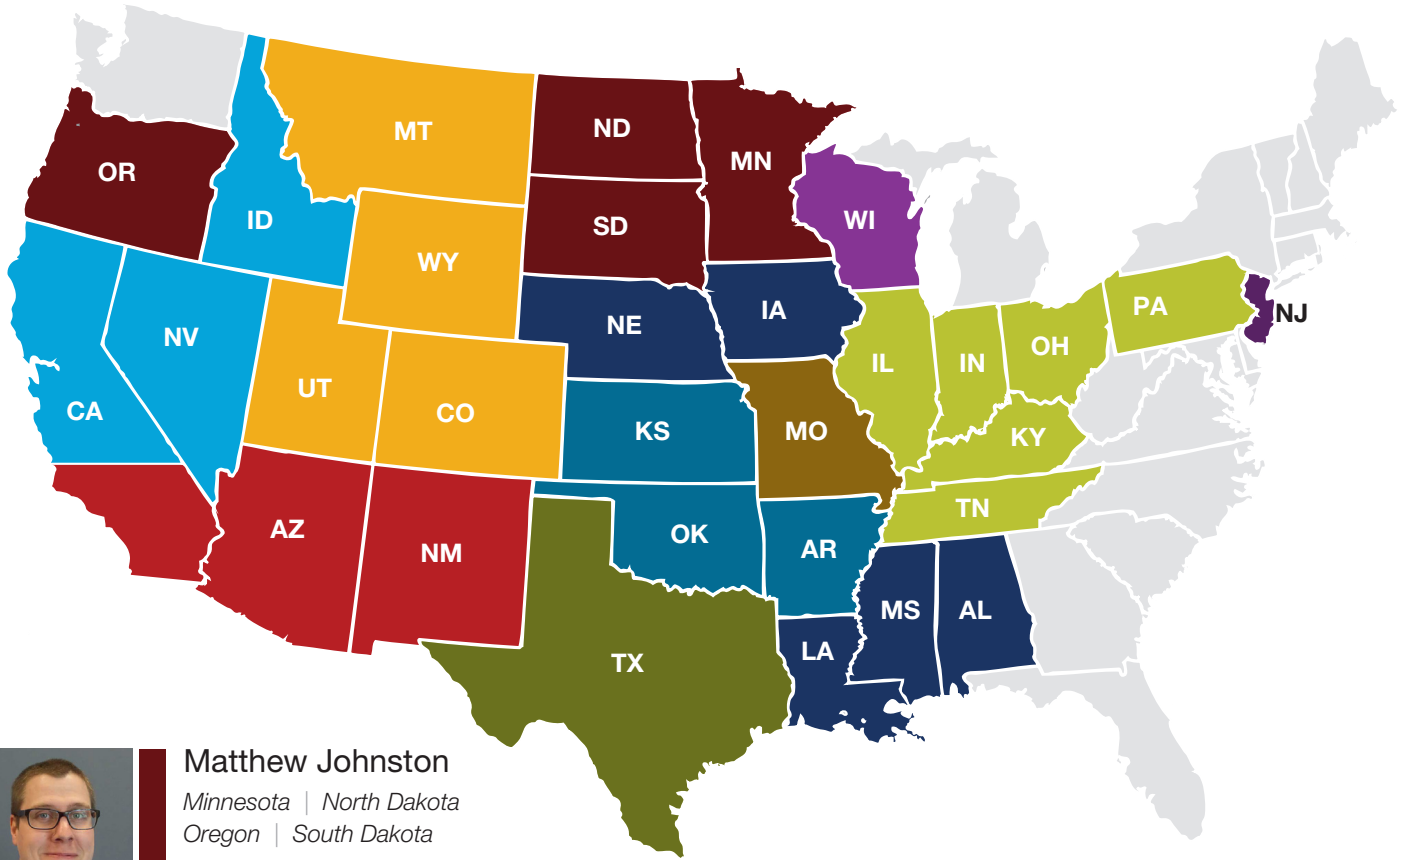 MT
ND
MN
OR
ID
WI
SD
WY
NE
IA
PA
NJ
NV
OH
IL
IN
UT
CO
CA
KS
MO
KY
TN
AZ
NM
OK
AR
MS
AL
LA
TX
Matthew Johnston
Minnesota | North Dakota
Oregon | South Dakota